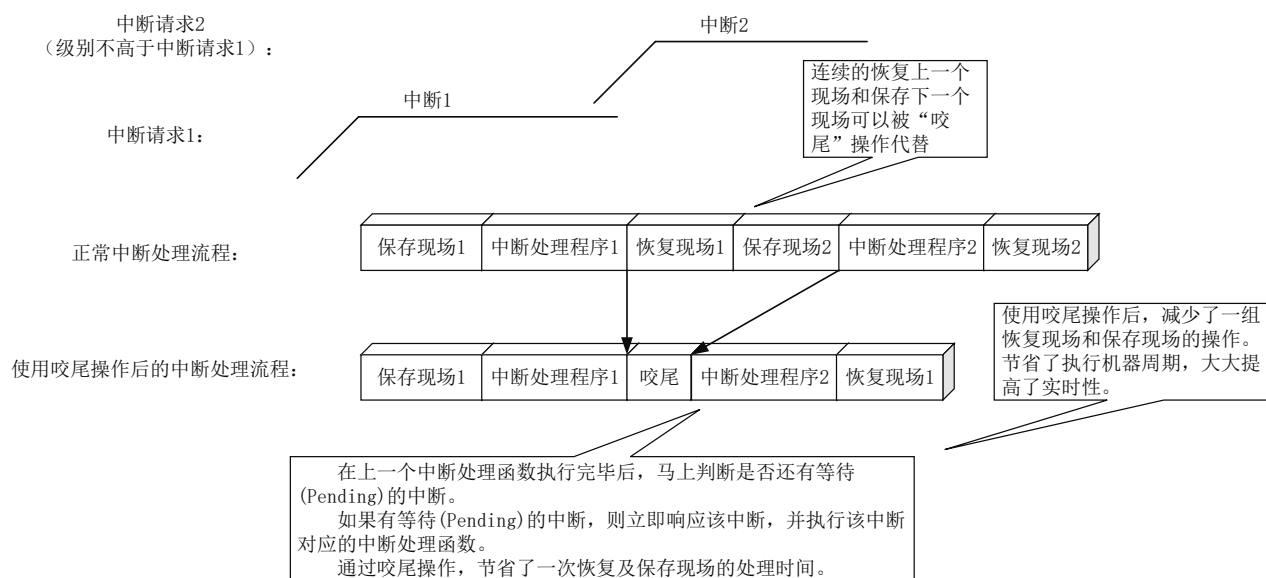 中断请求2
（级别不高于中断请求1）：
中断2
中断1
中断请求1：
连续的恢复上一个
现场和保存下一个
现场可以被“咬
尾”操作代替
正常中断处理流程：
保存现场1 中断处理程序1 恢复现场1 保存现场2 中断处理程序2 恢复现场2
使用咬尾操作后，减少了一组
恢复现场和保存现场的操作。
节省了执行机器周期，大大提
高了实时性。
使用咬尾操作后的中断处理流程：
保存现场1 中断处理程序1 咬尾 中断处理程序2 恢复现场1
在上一个中断处理函数执行完毕后，马上判断是否还有等待
(Pending)的中断。
如果有等待(Pending)的中断，则立即响应该中断，并执行该中断
对应的中断处理函数。
通过咬尾操作，节省了一次恢复及保存现场的处理时间。